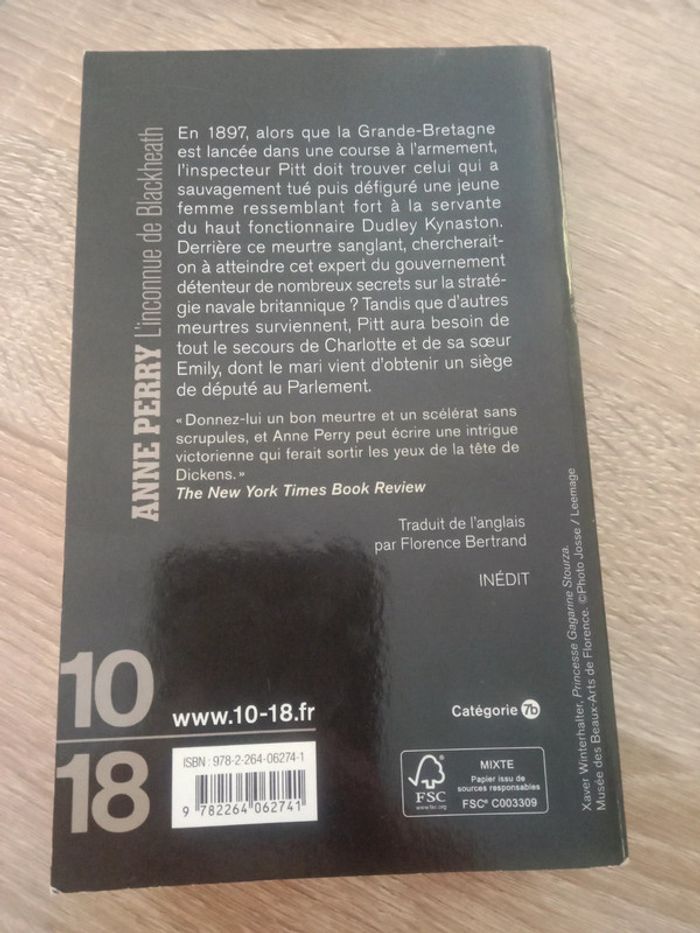 ANNE PERRY L'inconnue de Blackheath
En 1897, alors que la Grande-Bretagne
est lancée dans une course à l'armement,
l'inspecteur Pitt doit trouver celui qui a
sauvagement tué puis défiguré une jeune
femme ressemblant fort à la servante
du haut fonctionnaire Dudley Kynaston.
Derrière ce meurtre sanglant, chercherait-
on à atteindre cet expert du gouvernement
détenteur de nombreux secrets sur la straté-
gie navale britannique ? Tandis que d'autres
meurtres surviennent, Pitt aura besoin de
tout le secours de Charlotte et de sa sœur
Emily, dont le mari vient d'obtenir un siège
de député au Parlement.
« Donnez-lui un bon meurtre et un scélérat sans
scrupules, et Anne Perry peut écrire une intrigue
victorienne qui ferait sortir les yeux de la tête de
Dickens. »
The New York Times Book Review
Traduit de l'anglais
par Florence Bertrand
INÉDIT
10
18
www.10-18.fr
Catégorie 7b
ISBN : 978-2-264-06274-1
9 782264 062741
FSC
www.fsc.org
MIXTE
Papier issu de
sources responsables
FSC® C003309
Xaver Winterhalter, Princesse Gagarine Stourza.
Musée des Beaux-Arts de Florence. ©Photo Josse / Leemage